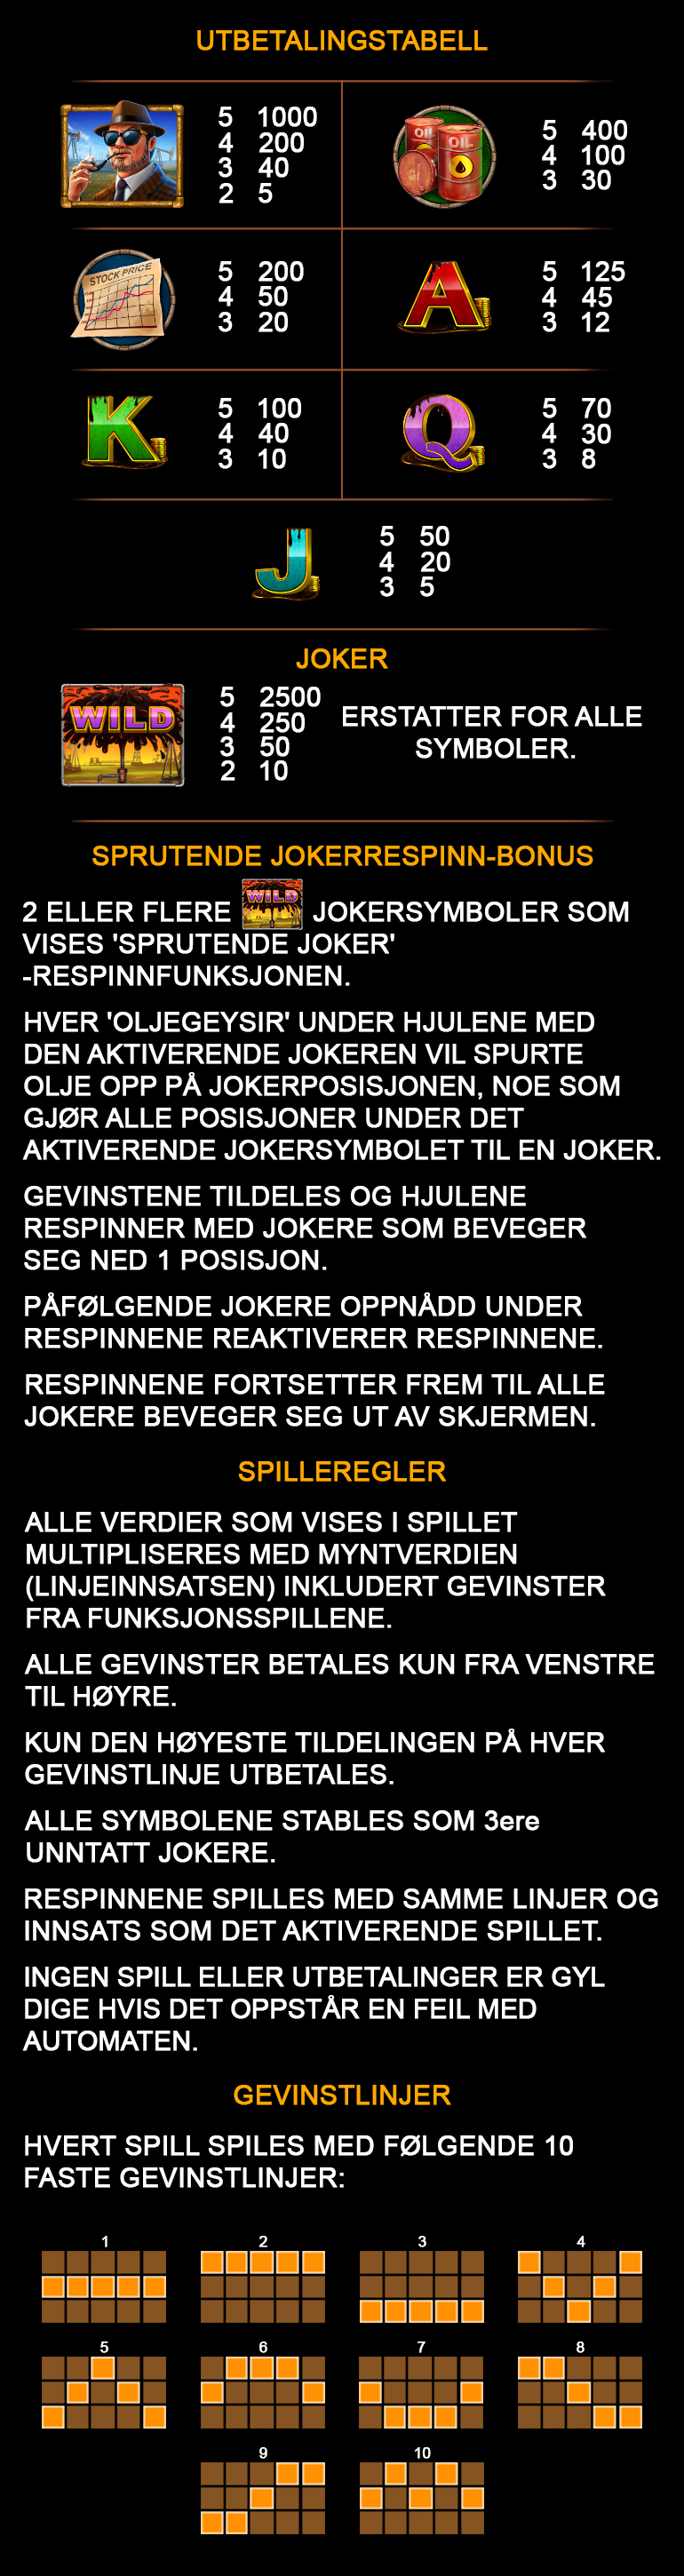 UTBETALINGSTABELL
5 1000
4 200
3 40
2 5
OIL
OIL
5 400
4 100
3 30
STOCK PRICE
5 200
4 50
3 20
A
5 125
4 45
3 12
K
5 100
4 40
3 10
Q
5 70
4 30
3 8
J
5 50
4 20
3 5
JOKER
WILD
5 2500
4 250
3 50
2 10
ERSTATTER FOR ALLE
SYMBOLER.
SPRUTENDE JOKERRESPINN-BONUS
2 ELLER FLERE WILD JOKERSYMBOLER SOM
VISES 'SPRUTENDE JOKER'
-RESPINNFUNKSJONEN.
HVER 'OLJEGEYSIR' UNDER HJULENE MED
DEN AKTIVERENDE JOKEREN VIL SPURTE
OLJE OPP PÅ JOKERPOSISJONEN, NOE SOM
GJØR ALLE POSISJONER UNDER DET
AKTIVERENDE JOKERSYMBOLET TIL EN JOKER.
GEVINSTENE TILDELES OG HJULENE
RESPINNER MED JOKERE SOM BEVEGER
SEG NED 1 POSISJON.
PÅFØLGENDE JOKERE OPPNÅDD UNDER
RESPINNENE REAKTIVERER RESPINNENE.
RESPINNENE FORTSETTER FREM TIL ALLE
JOKERE BEVEGER SEG UT AV SKJERMEN.
SPILLEREGLER
ALLE VERDIER SOM VISES I SPILLET
MULTIPLISERES MED MYNTVERDIEN
(LINJEINNSATSEN) INKLUDERT GEVINSTER
FRA FUNKSJONSSPILLENE.
ALLE GEVINSTER BETALES KUN FRA VENSTRE
TIL HØYRE.
KUN DEN HØYESTE TILDELINGEN PÅ HVER
GEVINSTLINJE UTBETALES.
ALLE SYMBOLENE STABLES SOM 3ere
UNNTATT JOKERE.
RESPINNENE SPILLES MED SAMME LINJER OG
INNSATS SOM DET AKTIVERENDE SPILLET.
INGEN SPILL ELLER UTBETALINGER ER GYL
DIGE HVIS DET OPPSTÅR EN FEIL MED
AUTOMATEN.
GEVINSTLINJER
HVERT SPILL SPILES MED FØLGENDE 10
FASTE GEVINSTLINJER:
1 2 3 4
5 6 7 8
9 10